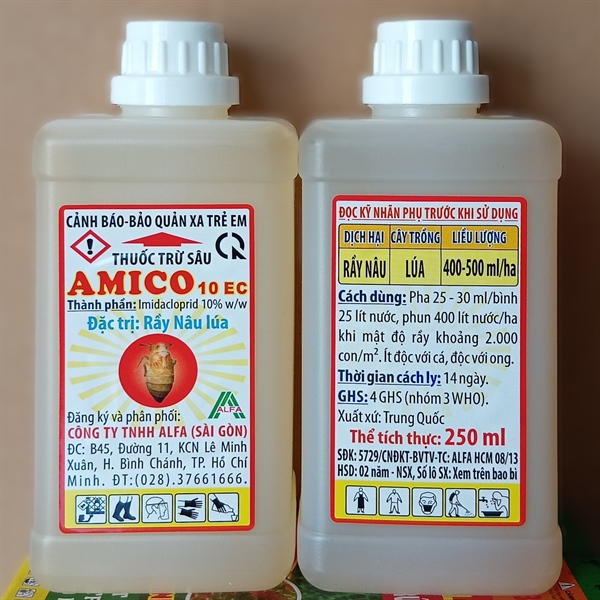 CẢNH BÁO-BẢO QUẢN XA TRẺ EM
THUỐC TRỪ SÂU
AMICO 10 EC
Thành phần: Imidacloprid 10% w/w
Đặc trị: Rầy Nâu lúa
ALFA
Đăng ký và phân phối:
CÔNG TY TNHH ALFA (SÀI GÒN)
ĐC: B45, Đường 11, KCN Lê Minh
Xuân, H. Bình Chánh, TP. Hồ Chí
Minh. ĐT:(028).37661666.
ĐỌC KỸ NHÃN PHỤ TRƯỚC KHI SỬ DỤNG
DỊCH HẠI CÂY TRỒNG LIỀU LƯỢNG
RẦY NÂU LÚA 400-500 ml/ha
Cách dùng: Pha 25 - 30 ml/bình
25 lít nước, phun 400 lít nước/ha
khi mật độ rầy khoảng 2.000
con/m². Ít độc với cá, độc với ong.
Thời gian cách ly: 14 ngày.
GHS: 4 GHS (nhóm 3 WHO).
Xuất xứ: Trung Quốc
Thể tích thực: 250 ml
SĐK: 5729/CNĐKT-BVTV-TC: ALFA HCM 08/13
HSD: 02 năm - NSX, Số lô SX: Xem trên bao bì